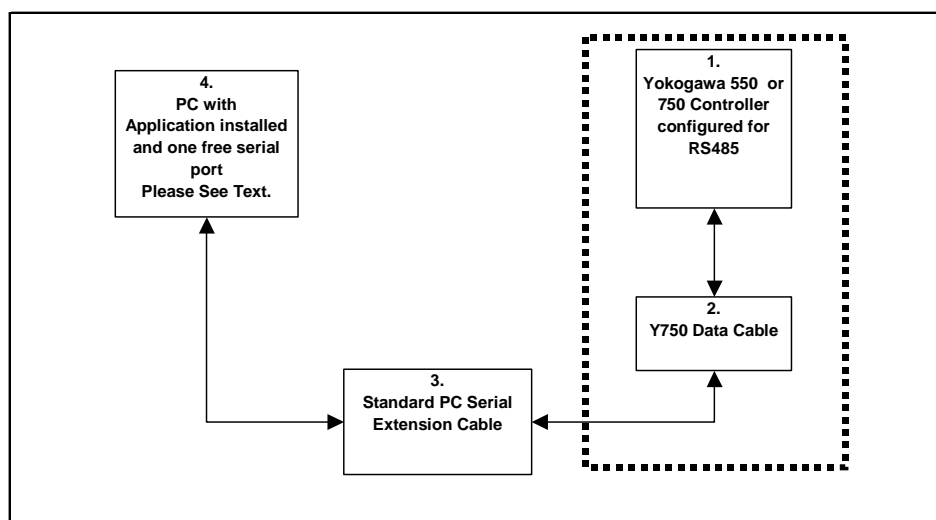 4.
PC with
Application installed
and one free serial
port
Please See Text.
1.
Yokogawa 550 or
750 Controller
configured for
RS485
2.
Y750 Data Cable
3.
Standard PC Serial
Extension Cable